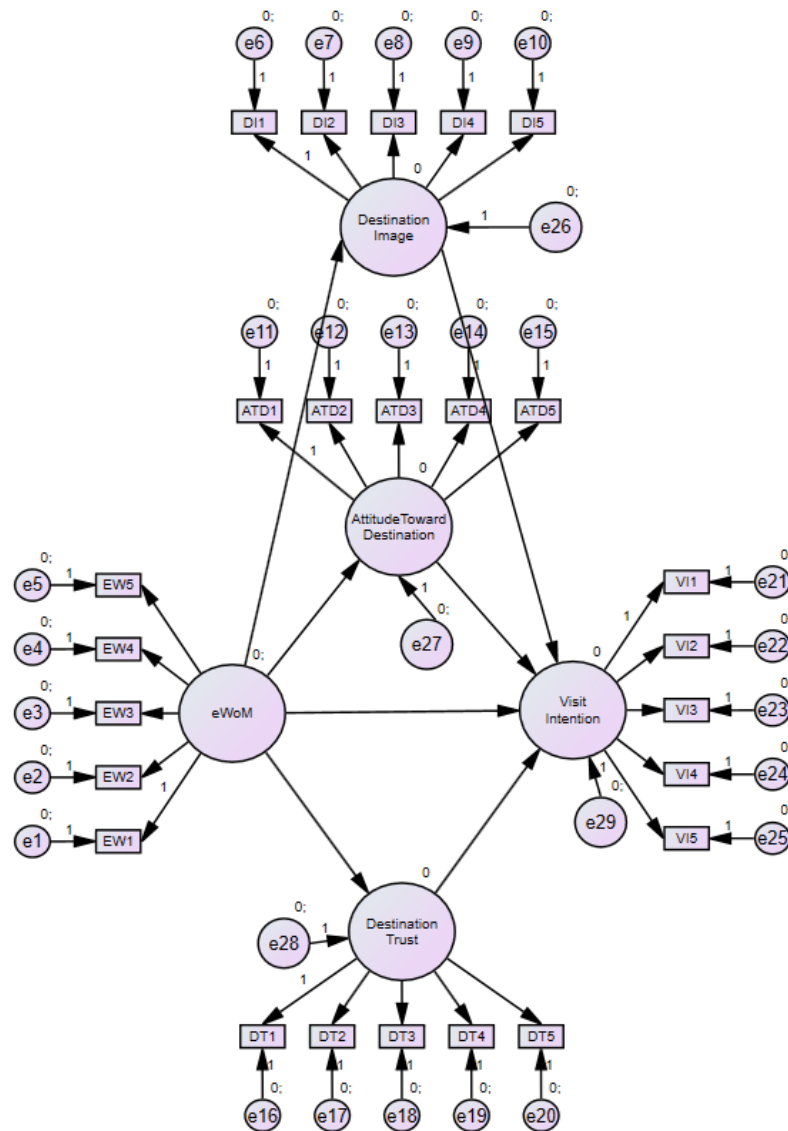 0; 0; 0; 0; 0;
e6 e7 e8 e9 e10
1 1 1 1 1
DI1 DI2 DI3 DI4 DI5
1 0
Destination
Image
0;
1
e26
0; 0; 0; 0; 0;
e11 e12 e13 e14 e15
1 1 1 1 1
ATD1 ATD2 ATD3 ATD4 ATD5
1 0
AttitudeToward
Destination
1
0;
e27
0;
e5 1 EW5
0;
e4 1 EW4
0;
e3 1 EW3
0;
e2 1 EW2
0;
e1 1 EW1
1
0;
eWoM
0
Visit
Intention
1
0;
e29
1
0
VI1 1 e21
0
VI2 1 e22
0
VI3 1 e23
0
VI4 1 e24
0
VI5 1 e25
0
Destination
Trust
0;
e28 1
1
DT1 DT2 DT3 DT4 DT5
1 1 1 1 1
0; 0; 0; 0; 0;
e16 e17 e18 e19 e20